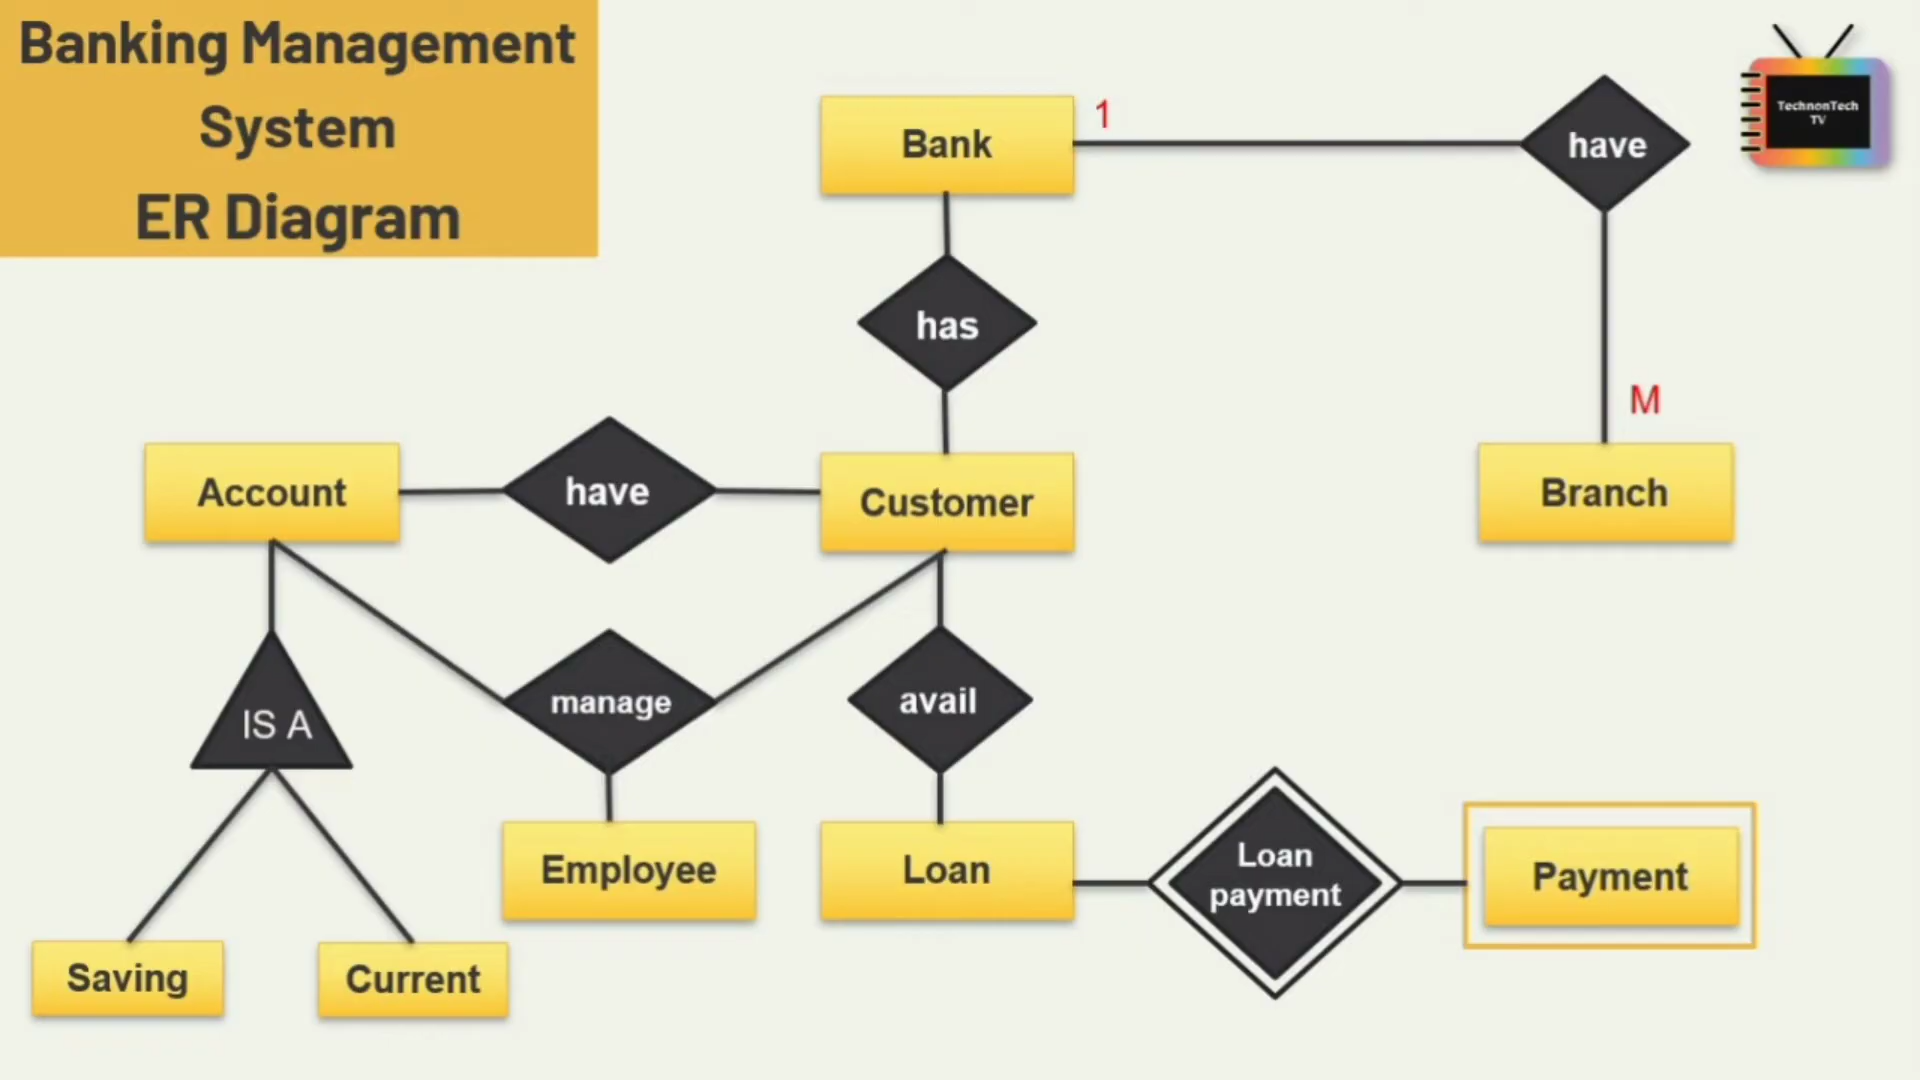 Banking Management
System
ER Diagram
TechnonTech
TV
Bank
1
have
has
M
Account
have
Customer
Branch
IS A
manage
avail
Employee
Loan
Loan
payment
Payment
Saving
Current